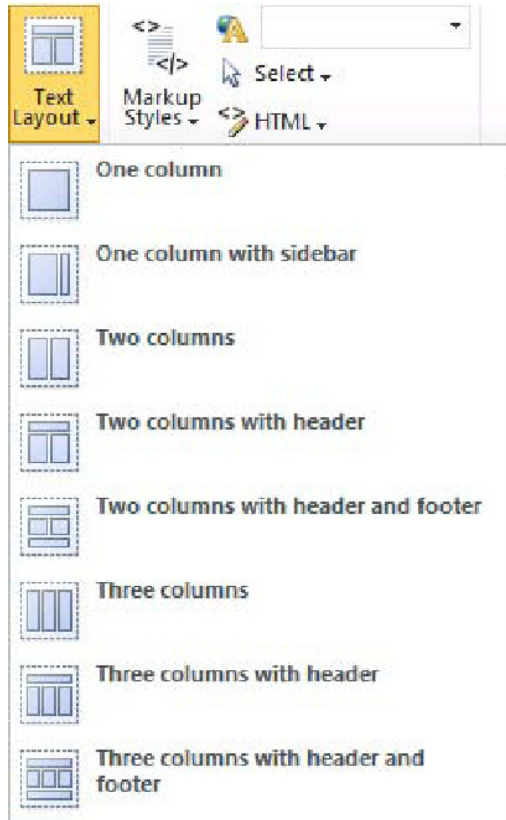 Text
Layout
Markup
Styles
Select
HTML
One column
One column with sidebar
Two columns
Two columns with header
Two columns with header and footer
Three columns
Three columns with header
Three columns with header and
footer